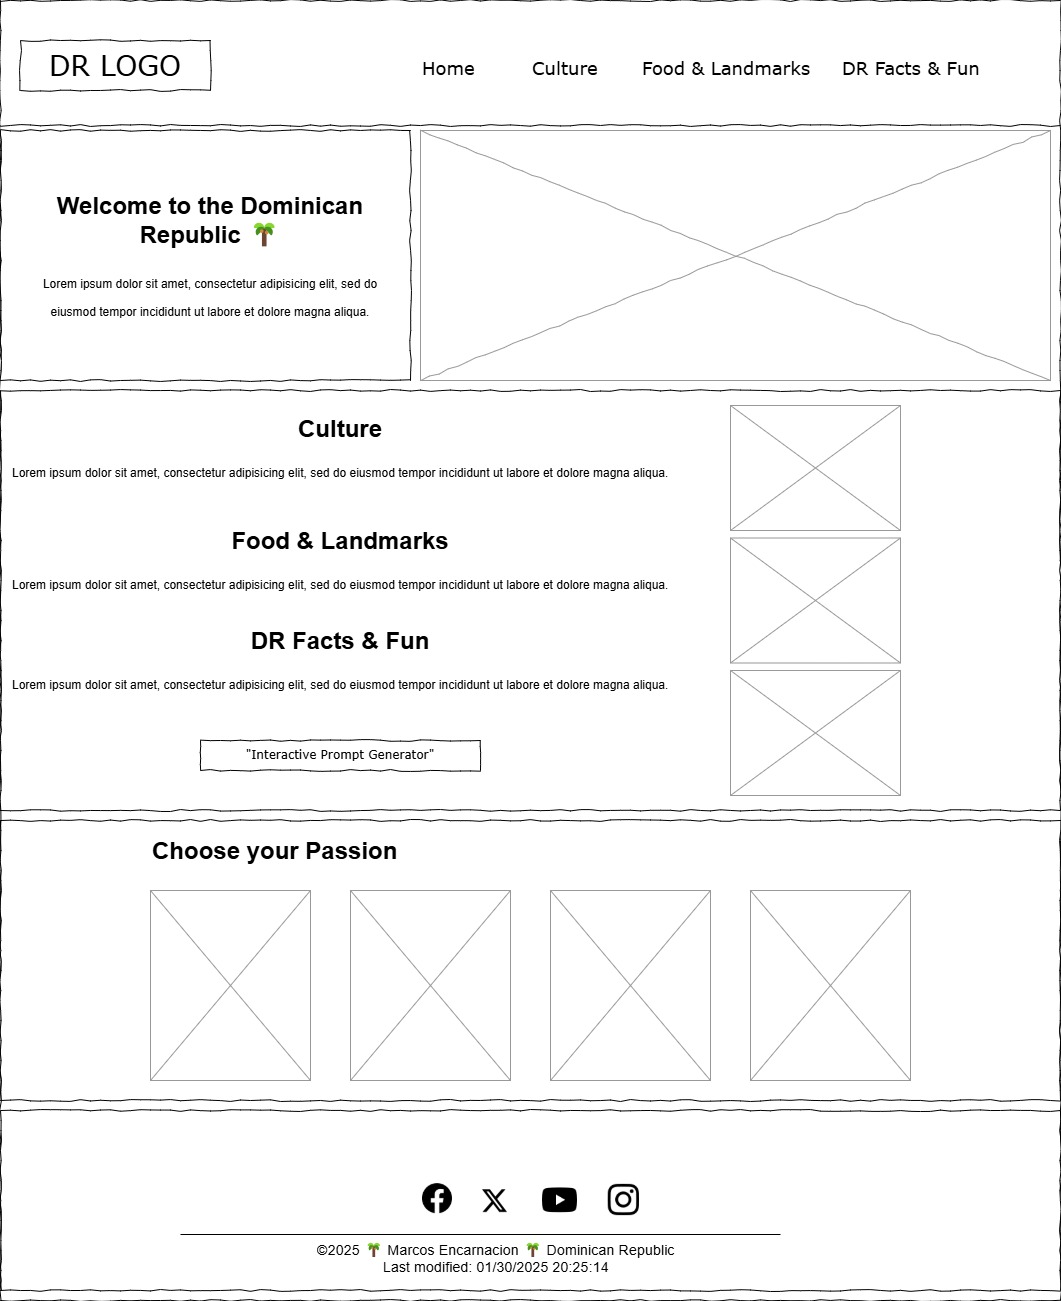 DR LOGO
Home Culture Food & Landmarks DR Facts & Fun
Welcome to the Dominican
Republic 🌴
Lorem ipsum dolor sit amet, consectetur adipisicing elit, sed do
eiusmod tempor incididunt ut labore et dolore magna aliqua.
Culture
Lorem ipsum dolor sit amet, consectetur adipisicing elit, sed do eiusmod tempor incididunt ut labore et dolore magna aliqua.
Food & Landmarks
Lorem ipsum dolor sit amet, consectetur adipisicing elit, sed do eiusmod tempor incididunt ut labore et dolore magna aliqua.
DR Facts & Fun
Lorem ipsum dolor sit amet, consectetur adipisicing elit, sed do eiusmod tempor incididunt ut labore et dolore magna aliqua.
"Interactive Prompt Generator"
Choose your Passion
©2025 🌴 Marcos Encarnacion 🌴 Dominican Republic
Last modified: 01/30/2025 20:25:14